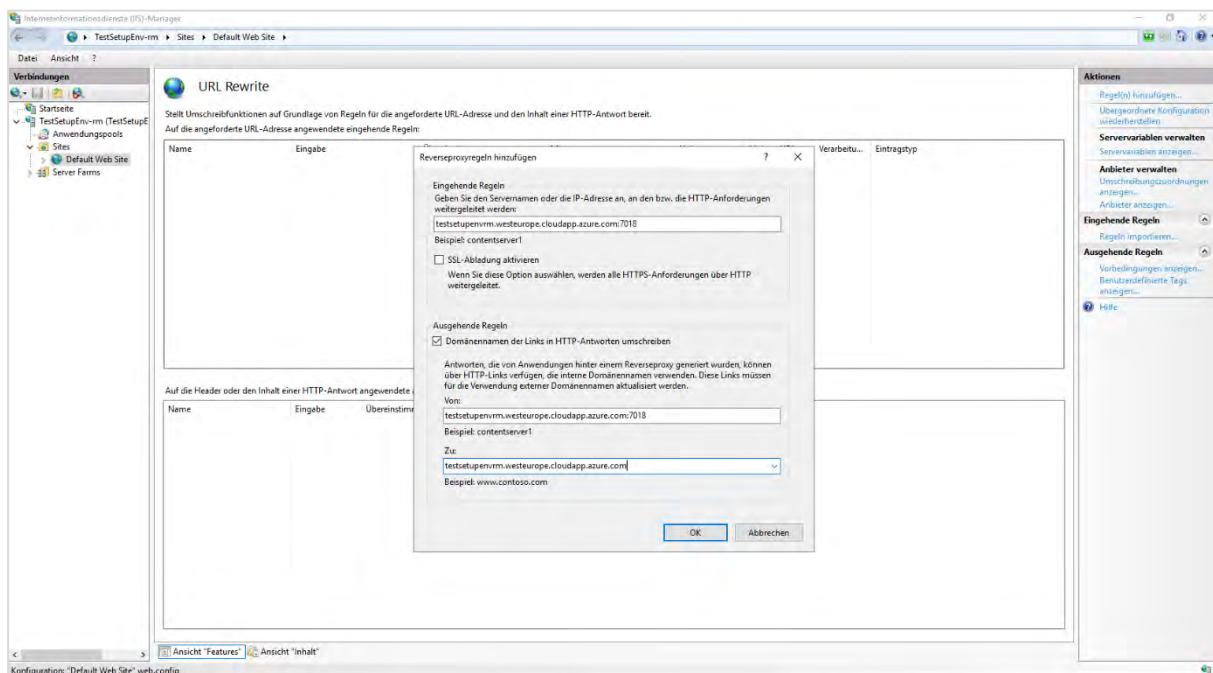 Internetinformationsdienste (IIS)-Manager
TestSetupEnv-rm Sites Default Web Site
Datei Ansicht ?
Verbindungen
Startseite
TestSetupEnv-rm (TestSetupE
Anwendungspools
Sites
Default Web Site
Server Farms
URL Rewrite
Stellt Umschreibfunktionen auf Grundlage von Regeln für die angeforderte URL-Adresse und den Inhalt einer HTTP-Antwort bereit.
Auf die angeforderte URL-Adresse angewendete eingehende Regeln:
Name Eingabe Verarbeitu... Eintragstyp
Auf die Header oder den Inhalt einer HTTP-Antwort angewendete
Name Eingabe Übereinstimm
Reverseproxyregeln hinzufügen ?
Eingehende Regeln
Geben Sie den Servernamen oder die IP-Adresse an, an den bzw. die HTTP-Anforderungen
weitergeleitet werden:
testsetupenvrm.westeurope.cloudapp.azure.com:7018
Beispiel: contentserver1
SSL-Abladung aktivieren
Wenn Sie diese Option auswählen, werden alle HTTPS-Anforderungen über HTTP
weitergeleitet.
Ausgehende Regeln
Domänennamen der Links in HTTP-Antworten umschreiben
Antworten, die von Anwendungen hinter einem Reverseproxy generiert wurden, können
über HTTP-Links verfügen, die interne Domänennamen verwenden. Diese Links müssen
für die Verwendung externer Domänennamen aktualisiert werden.
Von:
testsetupenvrm.westeurope.cloudapp.azure.com:7018
Beispiel: contentserver1
Zu:
testsetupenvrm.westeurope.cloudapp.azure.com
Beispiel: www.contoso.com
OK Abbrechen
Aktionen
Regel(n) hinzufügen...
Übergeordnete Konfiguration
wiederherstellen
Servervariablen verwalten
Servervariablen anzeigen...
Anbieter verwalten
Umschreibungszuordnungen
anzeigen...
Anbieter anzeigen...
Eingehende Regeln
Regeln importieren...
Ausgehende Regeln
Vorbedingungen anzeigen...
Benutzerdefinierte Tags
anzeigen...
Hilfe
Ansicht "Features" Ansicht "Inhalt"
Konfiguration: "Default Web Site" web.config